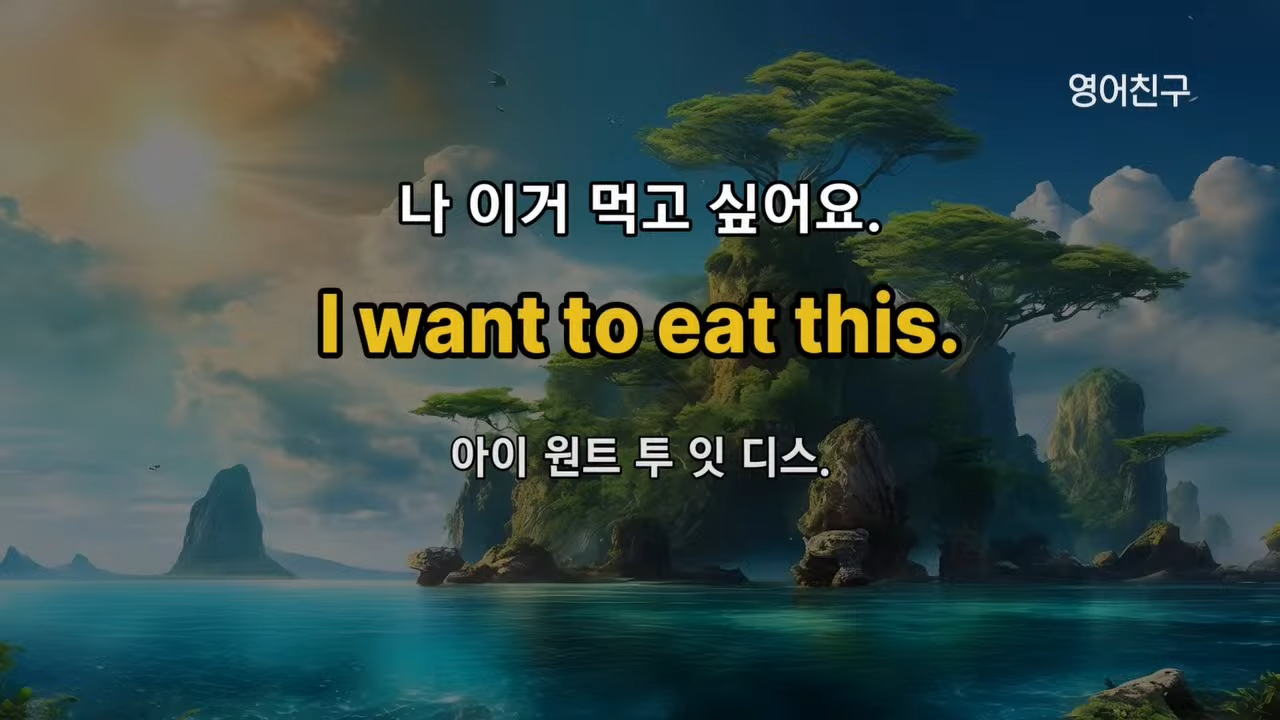 영어친구
나 이거 먹고 싶어요.
I want to eat this.
아이 원트 투 잇 디스.